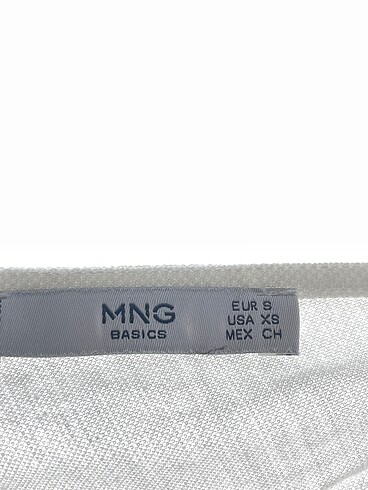 MNG
BASICS
EUR S
USA XS
MEX CH